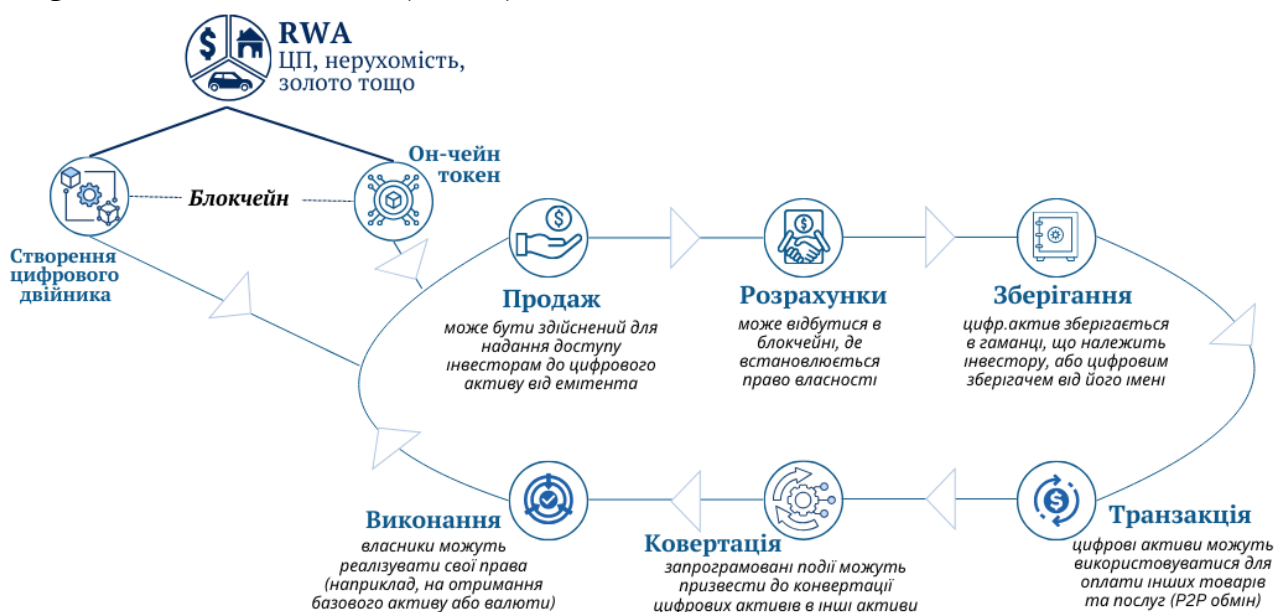 RWA
ЦП, нерухомість,
золото тощо
Он-чейн
токен
Блокчейн
Створення
цифрового
двійника
Продаж
може бути здійснений для
надання доступу
інвесторам до цифрового
активу від емітента
Розрахунки
може відбутися в
блокчейні, де
встановлюється
право власності
Зберігання
цифр.актив зберігається
в гаманці, що належить
інвестору, або цифровим
зберігачем від його імені
Виконання
власники можуть
реалізувати свої права
(наприклад, на отримання
базового активу або валюти)
Ковертація
запрограмовані події можуть
призвести до конвертації
цифрових активів в інші активи
Транзакція
цифрові активи можуть
використовуватися для
оплати інших товарів
та послуг (P2P обмін)